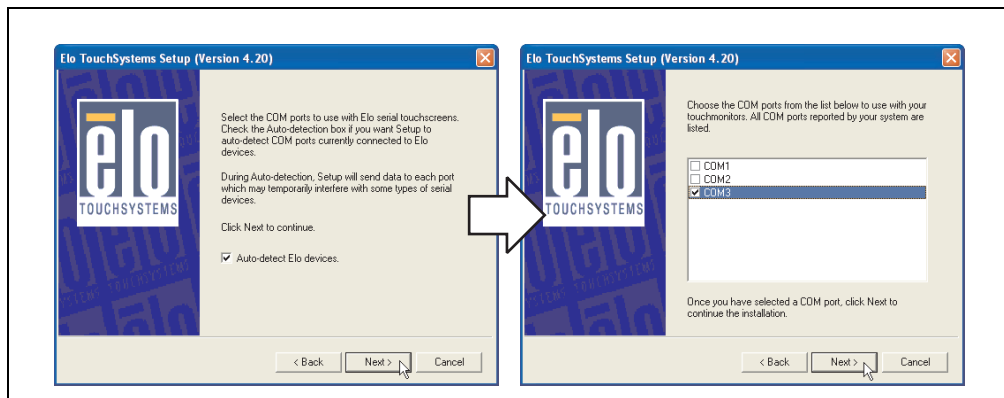 Elo TouchSystems Setup (Version 4.20)
elo
TOUCHSYSTEMS
Select the COM ports to use with Elo serial touchscreens.
Check the Auto-detection box if you want Setup to
auto-detect COM ports currently connected to Elo
devices.
During Auto-detection, Setup will send data to each port
which may temporarily interfere with some types of serial
devices.
Click Next to continue.
Auto-detect Elo devices.
< Back
Next >
Cancel
Elo TouchSystems Setup (Version 4.20)
ēlo
TOUCHSYSTEMS
Choose the COM ports from the list below to use with your
touchmonitors. All COM ports reported by your system are
listed.
COM1
COM2
COM3
Once you have selected a COM port, click Next to
continue the installation.
< Back
Next >
Cancel